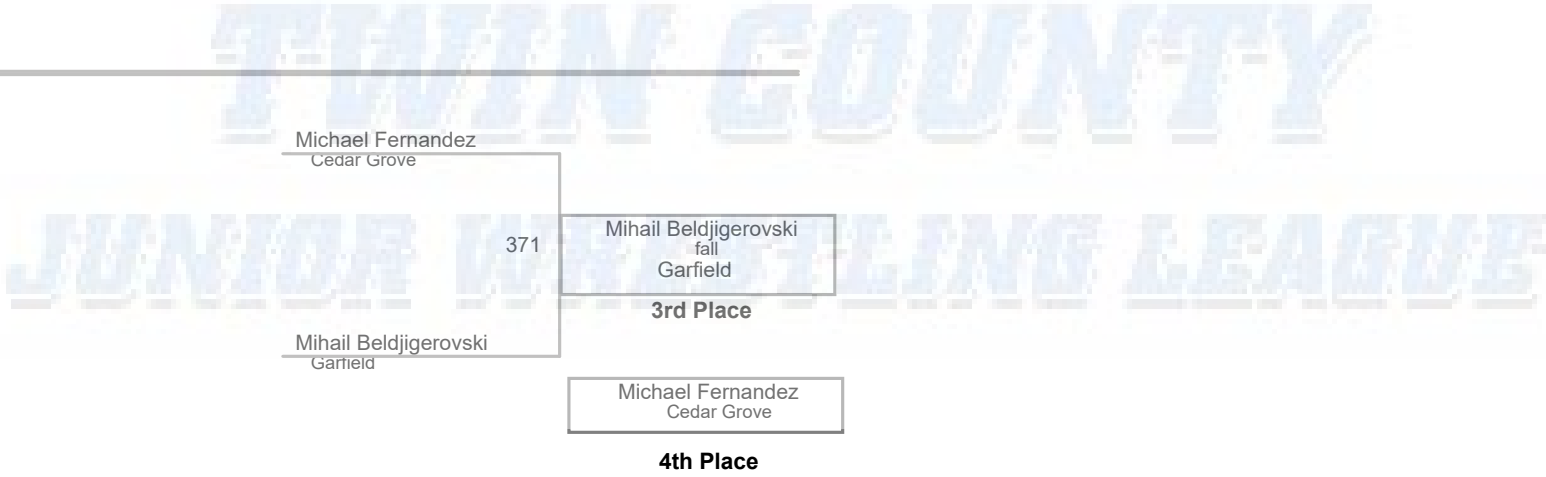 TWIN COUNTY
Michael Fernandez
Cedar Grove
JUNIOR WRESTLING LEAGUE
371
Mihail Beldjigerovski
fall
Garfield
3rd Place
Mihail Beldjigerovski
Garfield
Michael Fernandez
Cedar Grove
4th Place